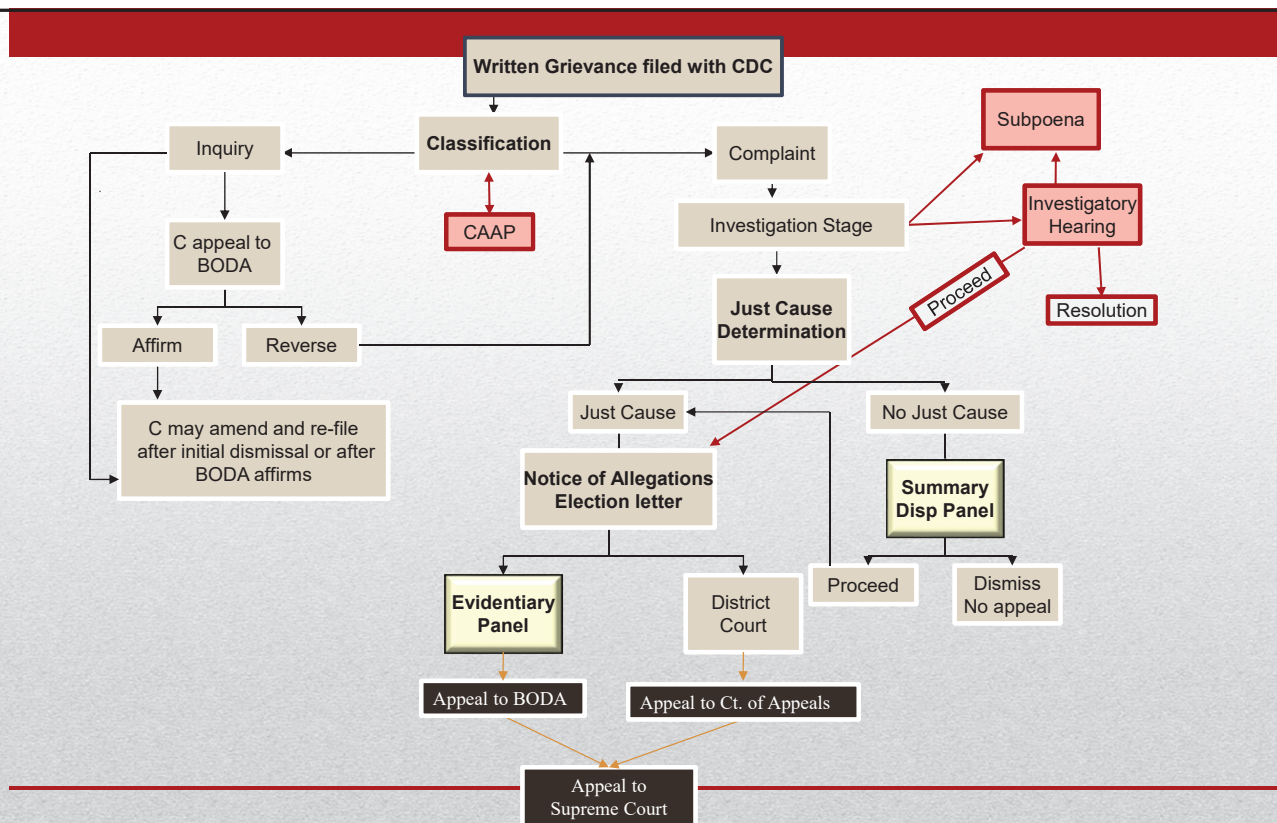 Written Grievance filed with CDC
Subpoena
Inquiry
Classification
Complaint
Investigatory
Hearing
CAAP
Investigation Stage
C appeal to
BODA
Proceed
Resolution
Just Cause
Determination
Affirm
Reverse
Just Cause
No Just Cause
C may amend and re-file
after initial dismissal or after
BODA affirms
Notice of Allegations
Election letter
Summary
Disp Panel
Evidentiary
Panel
District
Court
Proceed
Dismiss
No appeal
Appeal to BODA
Appeal to Ct. of Appeals
Appeal to
Supreme Court